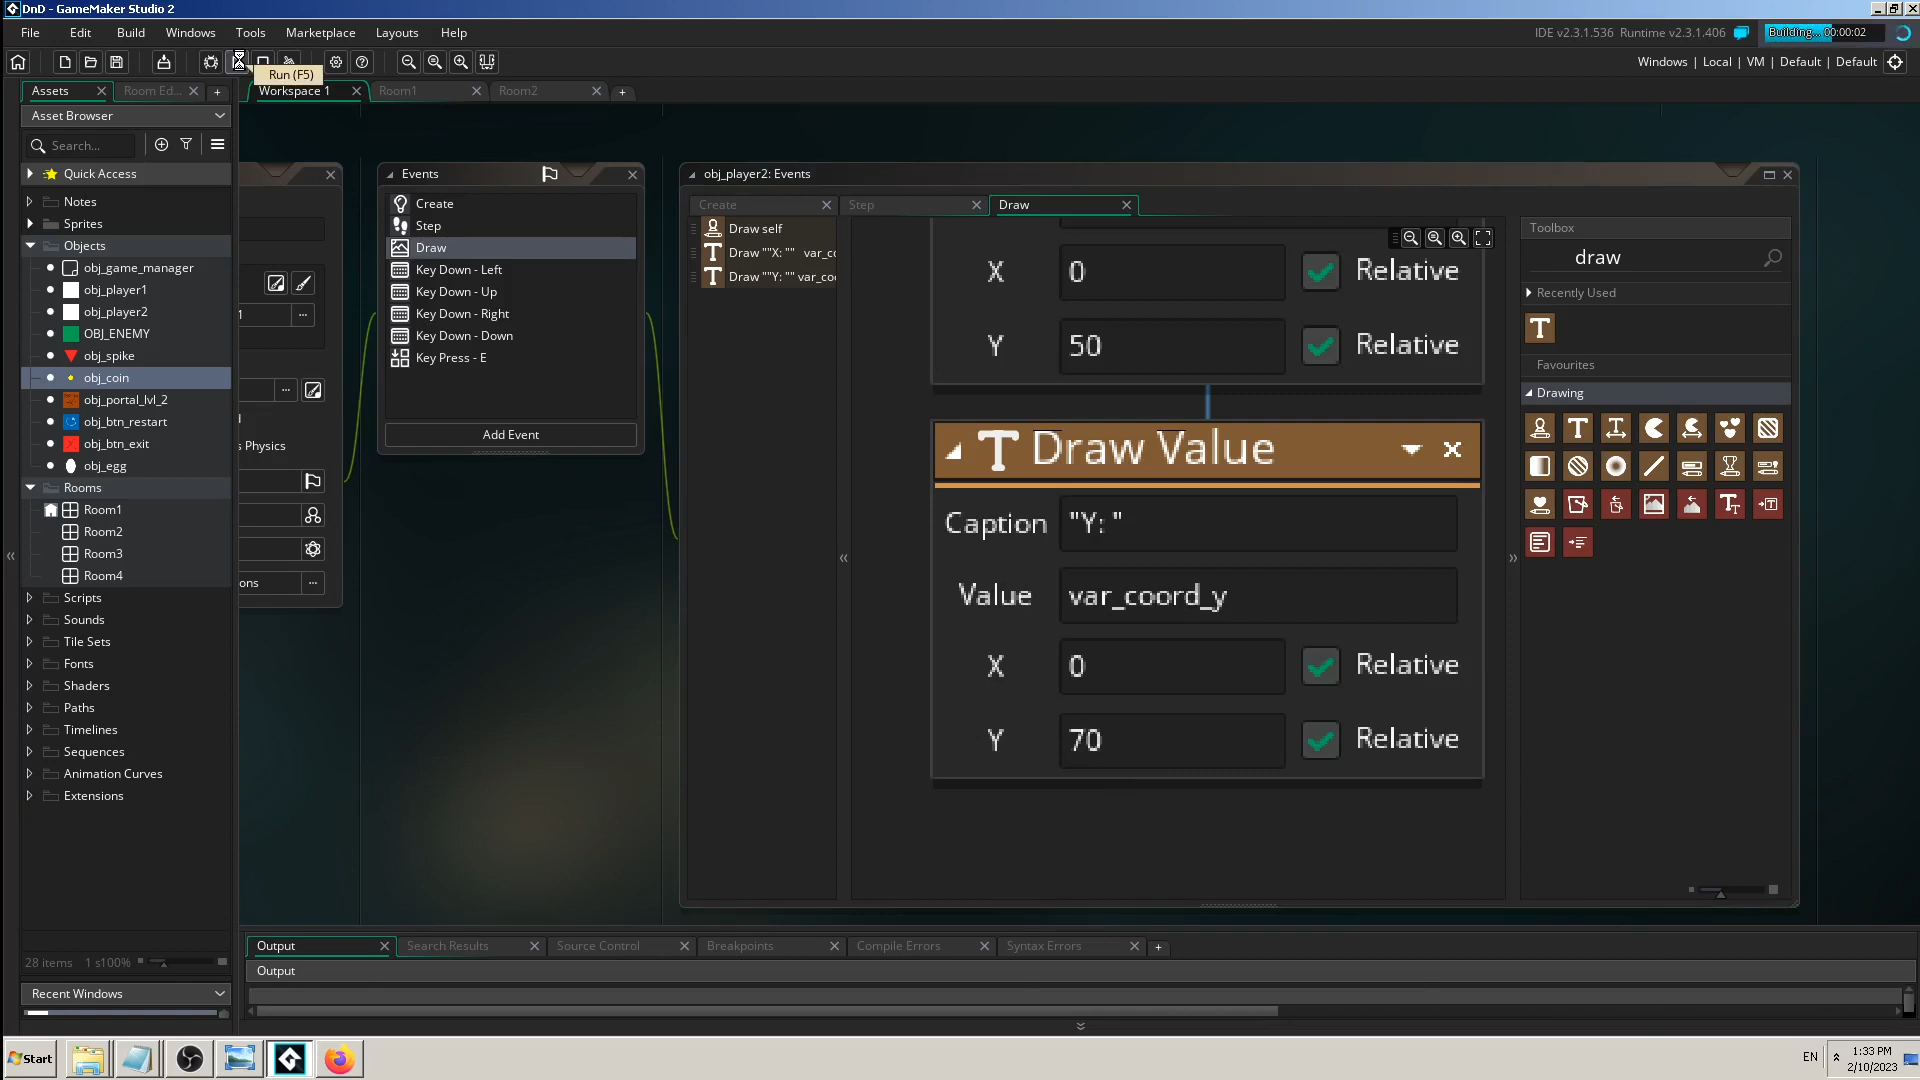 DnD - GameMaker Studio 2
File Edit Build Windows Tools Marketplace Layouts Help
IDE v2.3.1.536 Runtime v2.3.1.406 Building... 00:00:02
Run (F5)
Windows | Local | VM | Default | Default
Assets Room Ed...
Workspace 1 Room1 Room2
Asset Browser
Search...
Quick Access
Notes
Sprites
Objects
obj_game_manager
obj_player1
obj_player2
OBJ_ENEMY
obj_spike
obj_coin
obj_portal_lvl_2
obj_btn_restart
obj_btn_exit
obj_egg
Rooms
Room1
Room2
Room3
Room4
Scripts
Sounds
Tile Sets
Fonts
Shaders
Paths
Timelines
Sequences
Animation Curves
Extensions
28 items 1 s100%
Recent Windows
1
s Physics
ons
Events
Create
Step
Draw
Key Down - Left
Key Down - Up
Key Down - Right
Key Down - Down
Key Press - E
Add Event
obj_player2: Events
Create Step Draw
Draw self
Draw ""X: "" var_co
Draw ""Y: "" var_coo
X 0 Relative
Y 50 Relative
Draw Value
Caption "Y: "
Value var_coord_y
X 0 Relative
Y 70 Relative
Toolbox
draw
Recently Used
Favourites
Drawing
Output Search Results Source Control Breakpoints Compile Errors Syntax Errors
Output
Start
EN
1:33 PM
2/10/2023